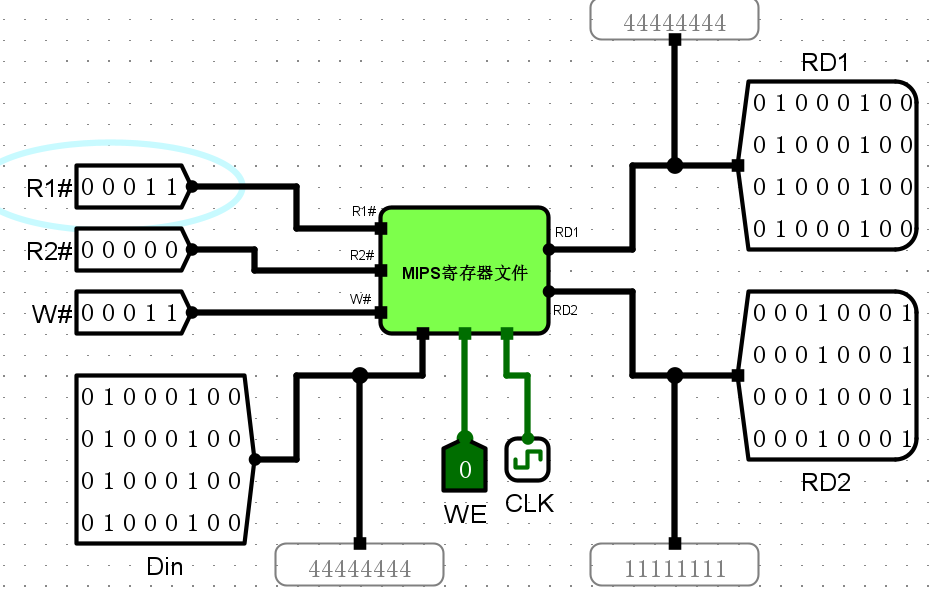 44444444
RD1
0 1 0 0 0 1 0 0
0 1 0 0 0 1 0 0
0 1 0 0 0 1 0 0
0 1 0 0 0 1 0 0
R1# 0 0 0 1 1
R2# 0 0 0 0 0
W# 0 0 0 1 1
R1#
R2#
W#
MIPS寄存器文件
RD1
RD2
0 0 0 1 0 0 0 1
0 0 0 1 0 0 0 1
0 0 0 1 0 0 0 1
0 0 0 1 0 0 0 1
RD2
0 1 0 0 0 1 0 0
0 1 0 0 0 1 0 0
0 1 0 0 0 1 0 0
0 1 0 0 0 1 0 0
Din
0
WE
CLK
44444444
11111111